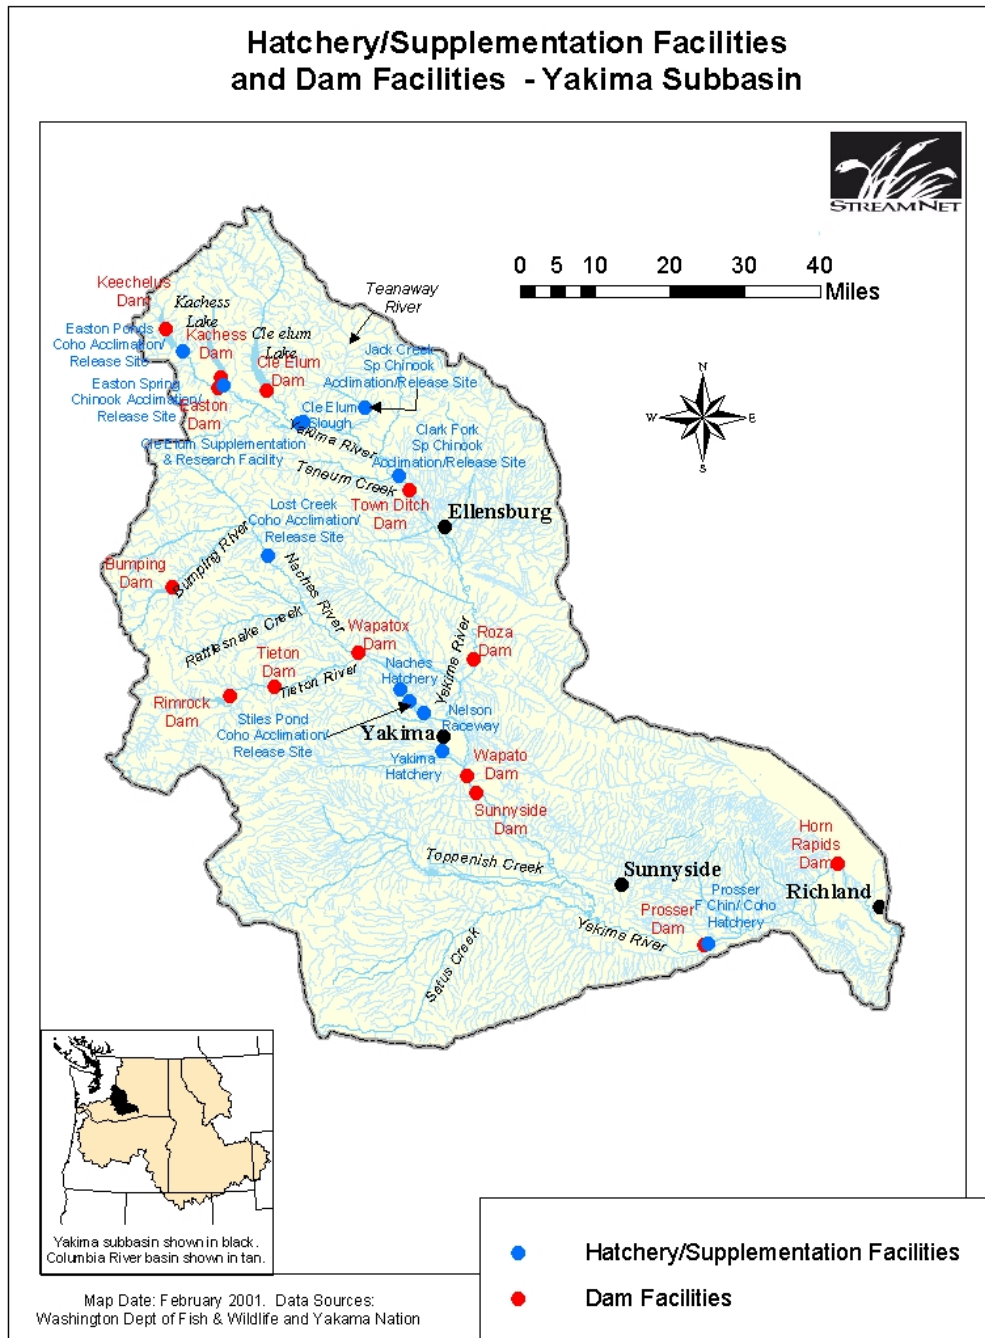 Hatchery/Supplementation Facilities
and Dam Facilities - Yakima Subbasin
STREAMNET
0 5 10 20 30 40
Miles
N
W
E
S
Keechelus
Dam
Kachess
Lake
Teanaway
River
Easton Ponds
Coho Acclimation/
Release Site
Kachess
Dam
Cle elum
Lake
Cle Elum
Dam
Jack Creek
Sp Chinook
Acclimation/Release Site
Easton Spring
Chinook Acclimation/
Release Site
Easton
Dam
Cle Elum
Slough
Yakima River
Clark Fork
Sp Chinook
Acclimation/Release Site
Cle Elum Supplementation
& Research Facility
Teneum Creek
Town Ditch
Dam
Ellensburg
Lost Creek
Coho Acclimation/
Release Site
Bumping
Dam
Bumping River
Naches River
Rattlesnake Creek
Wapatox
Dam
Yakima River
Roza
Dam
Tieton
Dam
Tieton River
Naches
Hatchery
Rimrock
Dam
Nelson
Raceway
Stiles Pond
Coho Acclimation/
Release Site
Yakima
Yakima
Hatchery
Wapato
Dam
Sunnyside
Dam
Horn
Rapids
Dam
Toppenish Creek
Sunnyside
Richland
Prosser
F Chin/ Coho
Hatchery
Prosser
Dam
Yakima River
Satus Creek
Yakima subbasin shown in black.
Columbia River basin shown in tan.
Hatchery/Supplementation Facilities
Dam Facilities
Map Date: February 2001. Data Sources:
Washington Dept of Fish & Wildlife and Yakama Nation